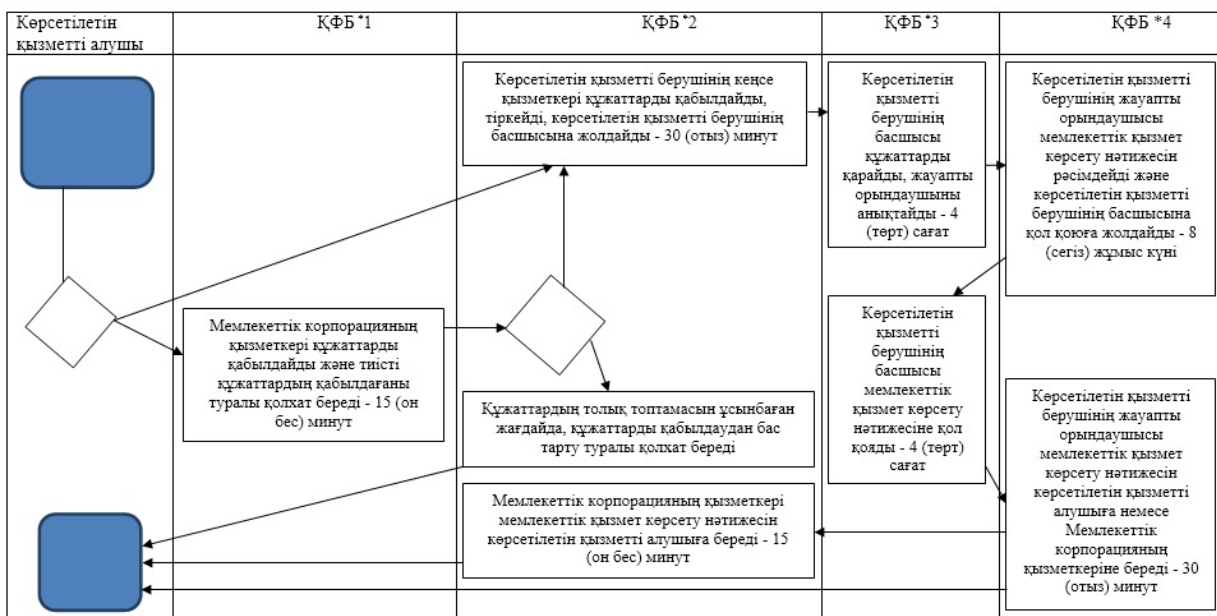 Көрсетілетін
қызметті алушы
ҚФБ *1
ҚФБ *2
ҚФБ *3
ҚФБ *4
Көрсетілетін қызметті берушінің кеңсе
қызметкері құжаттарды қабылдайды,
тіркейді, көрсетілетін қызметті берушінің
басшысына жолдайды - 30 (отыз) минут
Көрсетілетін
қызметті
берушінің
басшысы
құжаттарды
қарайды, жауапты
орындаушыны
анықтайды - 4
(төрт) сағат
Көрсетілетін қызметті
берушінің жауапты
орындаушысы
мемлекеттік қызмет
көрсету нәтижесін
рәсімдейді және
көрсетілетін қызметті
берушінің басшысына
қол қоюға жолдайды - 8
(сегіз) жұмыс күні
Мемлекеттік корпорацияның
қызметкері құжаттарды
қабылдайды және тиісті
құжаттардың қабылдағаны
туралы қолхат береді - 15 (он
бес) минут
Құжаттардың толық топтамасын ұсынбаған
жағдайда, құжаттарды қабылдаудан бас
тарту туралы қолхат береді
Көрсетілетін
қызметті
берушінің
басшысы
мемлекеттік
қызмет көрсету
нәтижесіне қол
қояды - 4 (төрт)
сағат
Көрсетілетін қызметті
берушінің жауапты
орындаушысы
мемлекеттік қызмет
көрсету нәтижесін
көрсетілетін қызметті
алушыға немесе
Мемлекеттік
корпорацияның
қызметкеріне береді - 30
(отыз) минут
Мемлекеттік корпорацияның қызметкері
мемлекеттік қызмет көрсету нәтижесін
көрсетілетін қызметті алушыға береді - 15
(он бес) минут